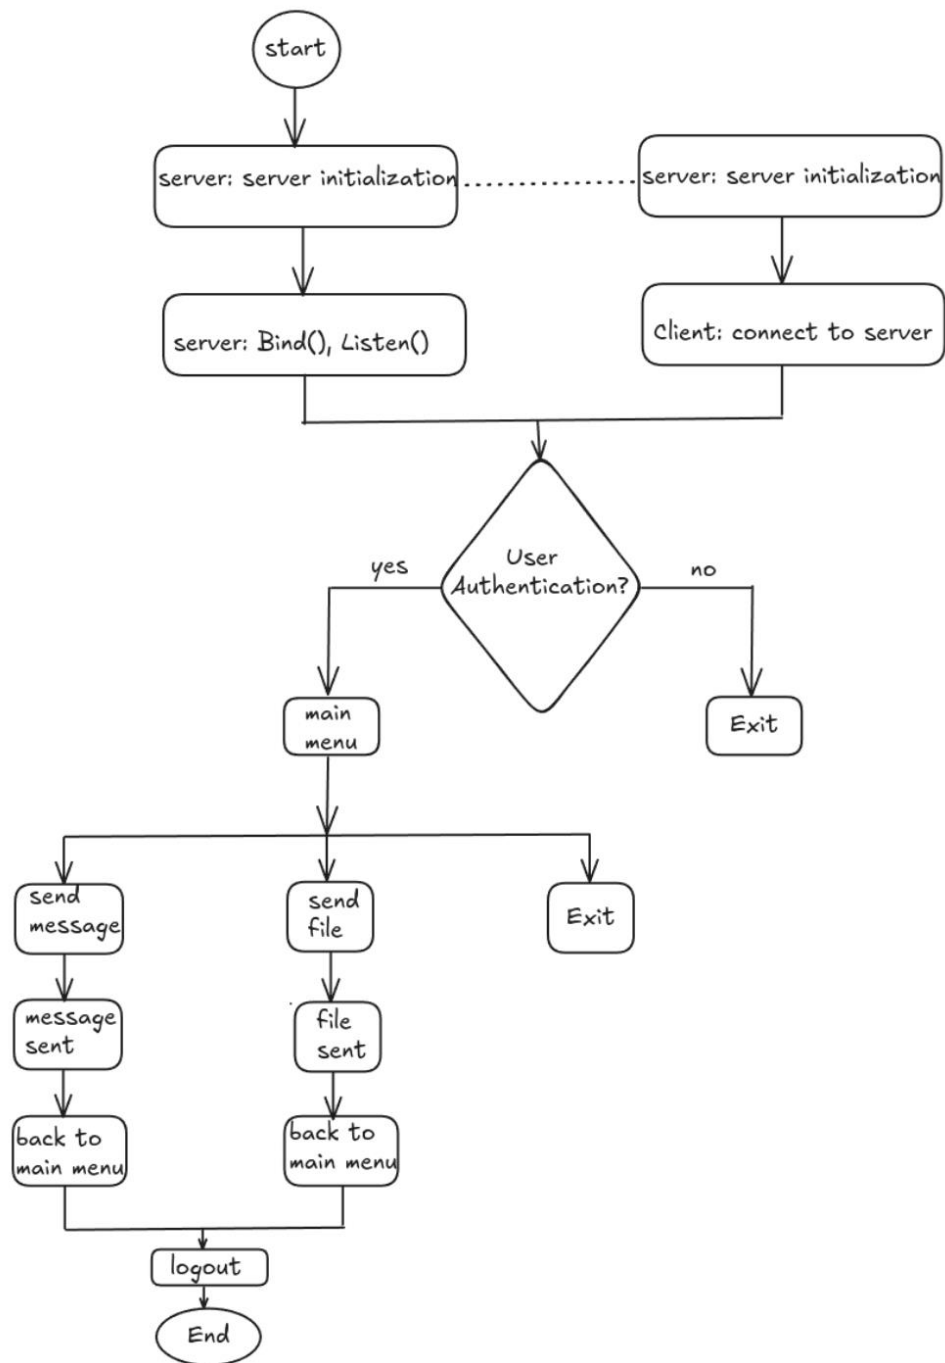 start
server: server initialization
server: server initialization
server: Bind(), Listen()
Client: connect to server
User
Authentication?
yes
no
main
menu
Exit
send
message
send
file
Exit
message
sent
file
sent
back to
main menu
back to
main menu
logout
End